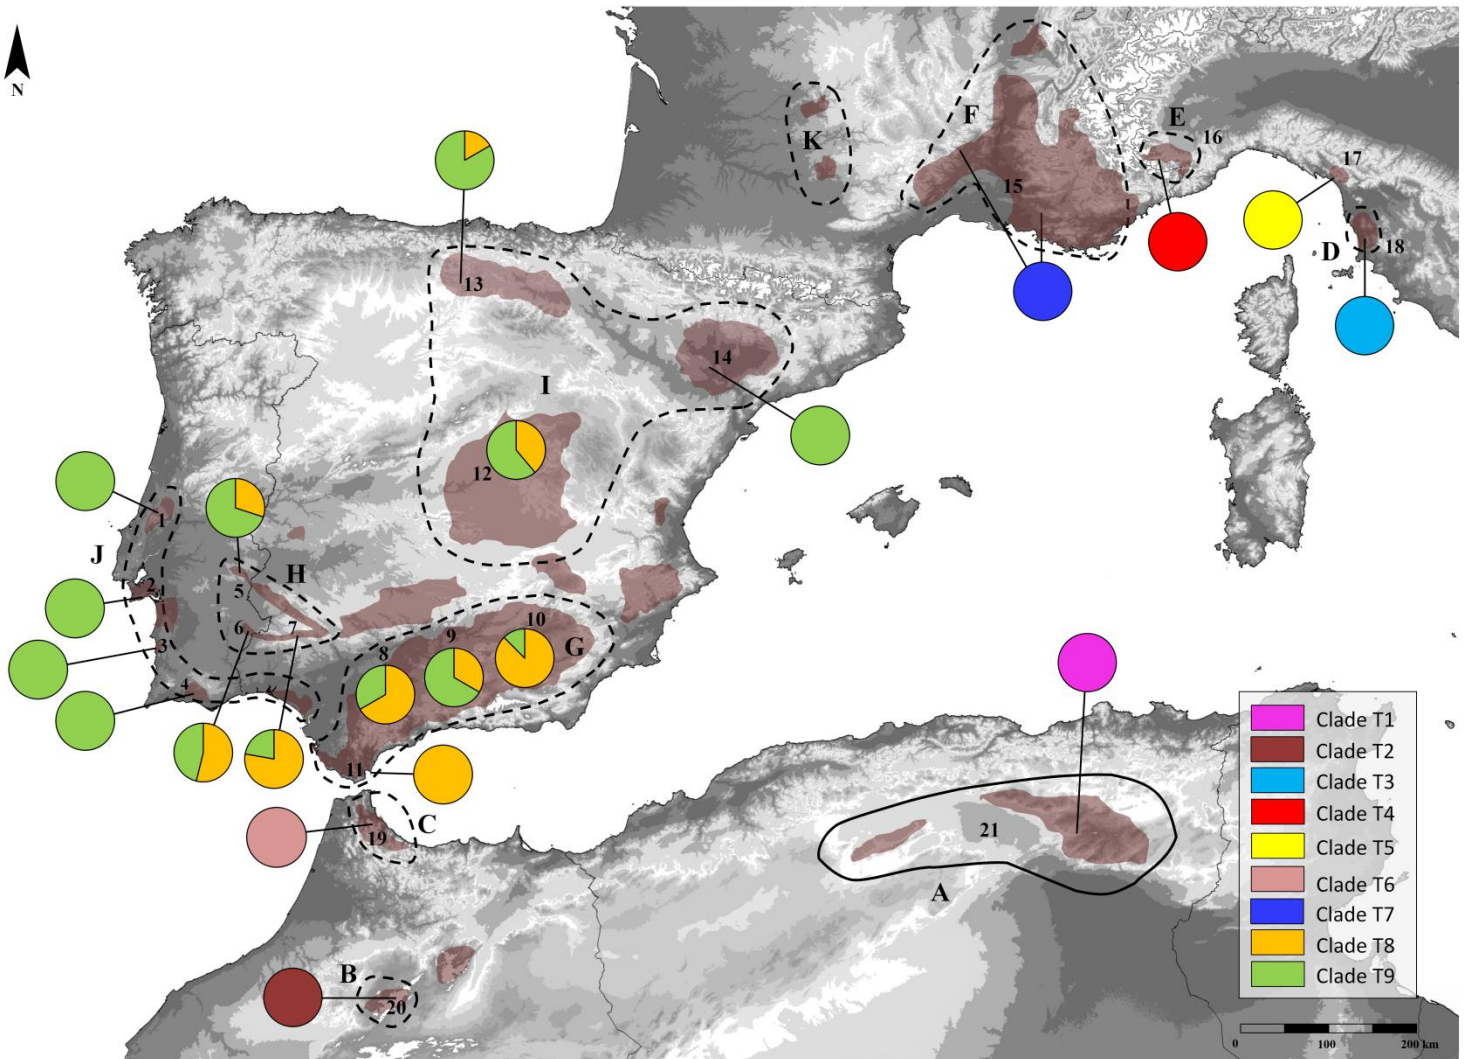 N
K
F
E
16
17
15
D
18
13
14
I
12
1
J
2
H
5
6
7
3
4
8
9
10
G
11
C
19
21
A
B
20
Clade T1
Clade T2
Clade T3
Clade T4
Clade T5
Clade T6
Clade T7
Clade T8
Clade T9
0 100 200 km